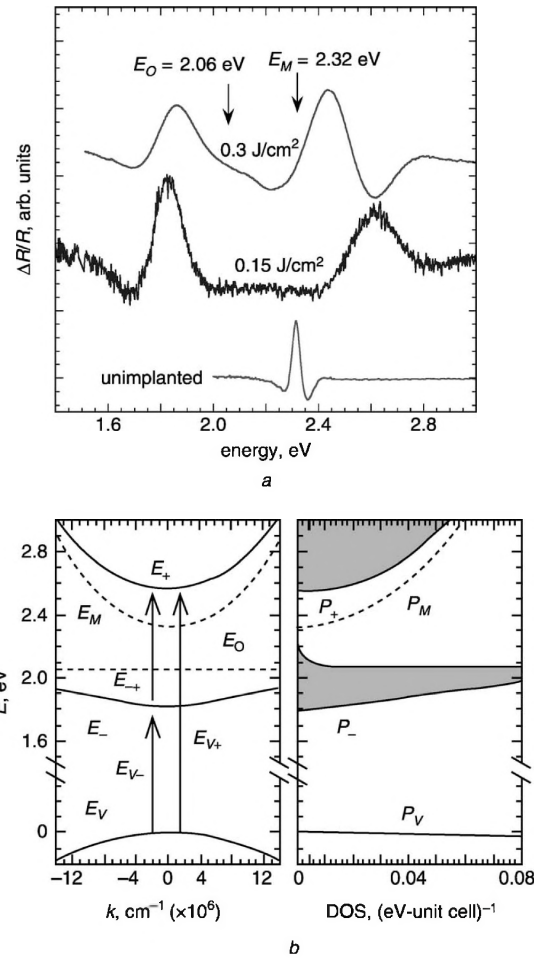 E_O = 2.06 eV
E_M = 2.32 eV
0.3 J/cm²
0.15 J/cm²
unimplanted
ΔR/R, arb. units
1.6 2.0 2.4 2.8
energy, eV
a
2.8
2.4
2.0
1.6
0
E, eV
E_+
E_M
E_O
E_-+
E_-
E_V-
E_V+
E_V
–12 –4 0 4 12
k, cm⁻¹ (×10⁶)
P_+
P_M
P_-
P_V
0 0.04 0.08
DOS, (eV-unit cell)⁻¹
b